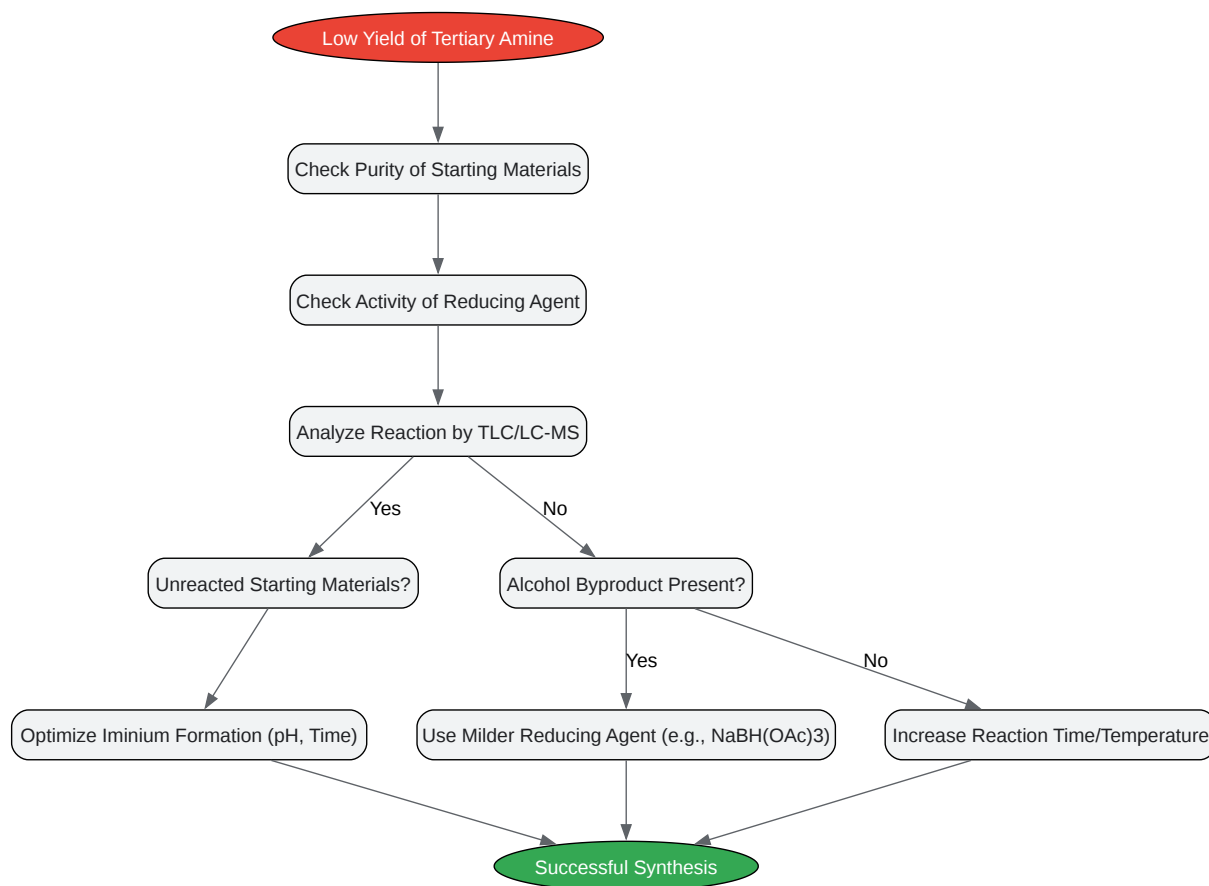 Low Yield of Tertiary Amine
Check Purity of Starting Materials
Check Activity of Reducing Agent
Analyze Reaction by TLC/LC-MS
Yes
No
Unreacted Starting Materials?
Alcohol Byproduct Present?
Yes
No
Optimize Iminium Formation (pH, Time)
Use Milder Reducing Agent (e.g., NaBH(OAc)3)
Increase Reaction Time/Temperature
Successful Synthesis